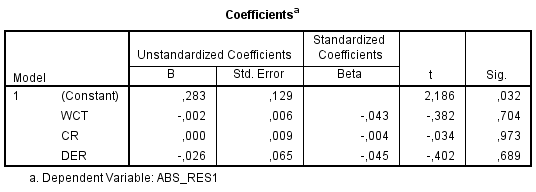 Coefficientsa
Unstandardized Coefficients Standardized Coefficients
Model B Std. Error Beta t Sig.
1 (Constant) ,283 ,129 2,186 ,032
WCT -,002 ,006 -,043 -,382 ,704
CR ,000 ,009 -,004 -,034 ,973
DER -,026 ,065 -,045 -,402 ,689
a. Dependent Variable: ABS_RES1